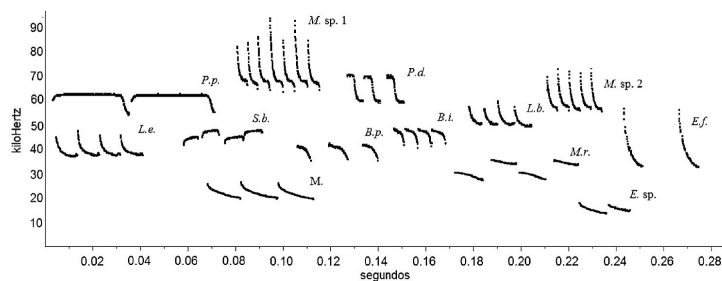 kiloHertz
90
80
70
60
50
40
30
20
10
M. sp. 1
P.p.
P.d.
M. sp. 2
L.e.
S.b.
B.p.
B.i.
L.b.
E.f.
M.
M.r.
E. sp.
0.02 0.04 0.06 0.08 0.10 0.12 0.14 0.16 0.18 0.20 0.22 0.24 0.26 0.28
segundos